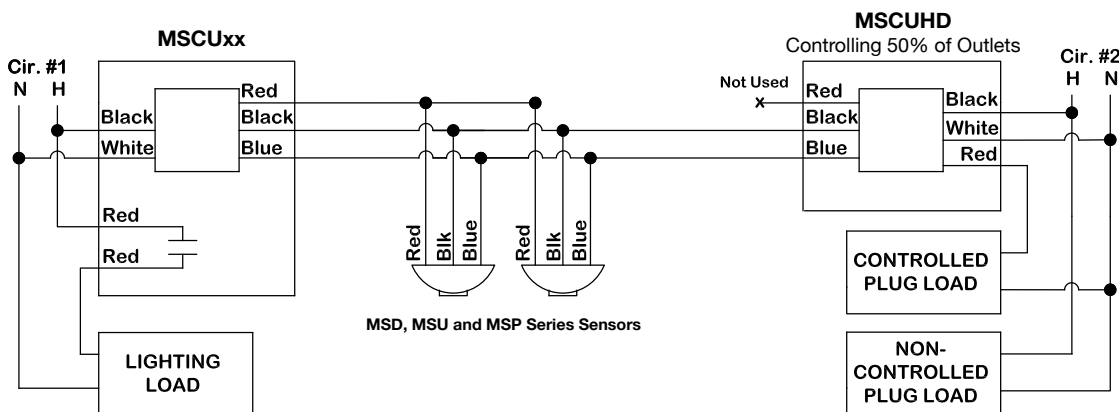 MSCUxx
Cir. #1
N H
Black
White
Red
Black
Blue
Red
Red
LIGHTING
LOAD
Red
Blk
Blue
Red
Blk
Blue
MSD, MSU and MSP Series Sensors
MSCUHD
Controlling 50% of Outlets
Not Used
x
Red
Black
Blue
Black
White
Red
Cir. #2
H N
CONTROLLED
PLUG LOAD
NON-
CONTROLLED
PLUG LOAD